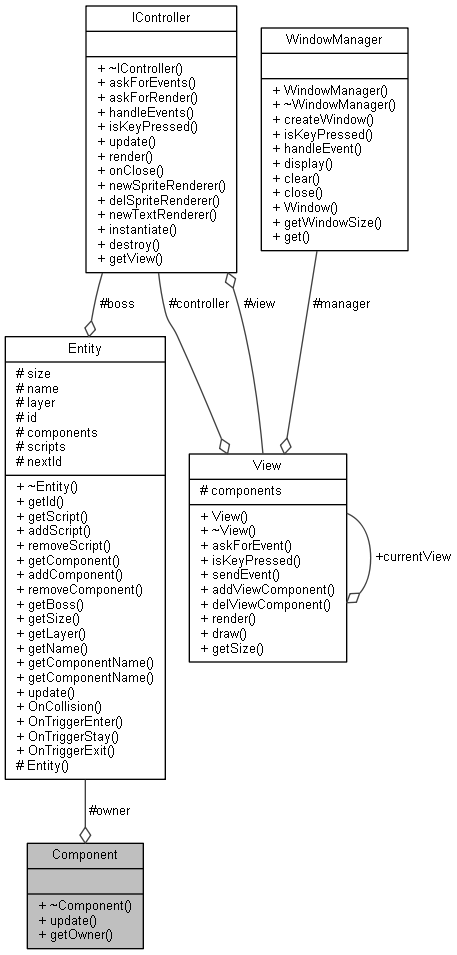 IController
+ ~IController()
+ askForEvents()
+ askForRender()
+ handleEvents()
+ isKeyPressed()
+ update()
+ render()
+ onClose()
+ newSpriteRenderer()
+ delSpriteRenderer()
+ newTextRenderer()
+ instantiate()
+ destroy()
+ getView()
WindowManager
+ WindowManager()
+ ~WindowManager()
+ createWindow()
+ isKeyPressed()
+ handleEvent()
+ display()
+ clear()
+ close()
+ Window()
+ getWindowSize()
+ get()
#boss
#controller
#view
#manager
Entity
# size
# name
# layer
# id
# components
# scripts
# nextId
+ ~Entity()
+ getId()
+ getScript()
+ addScript()
+ removeScript()
+ getComponent()
+ addComponent()
+ removeComponent()
+ getBoss()
+ getSize()
+ getLayer()
+ getName()
+ getComponentName()
+ getComponentName()
+ update()
+ OnCollision()
+ OnTriggerEnter()
+ OnTriggerStay()
+ OnTriggerExit()
# Entity()
View
# components
+ View()
+ ~View()
+ askForEvent()
+ isKeyPressed()
+ sendEvent()
+ addViewComponent()
+ delViewComponent()
+ render()
+ draw()
+ getSize()
+currentView
#owner
Component
+ ~Component()
+ update()
+ getOwner()